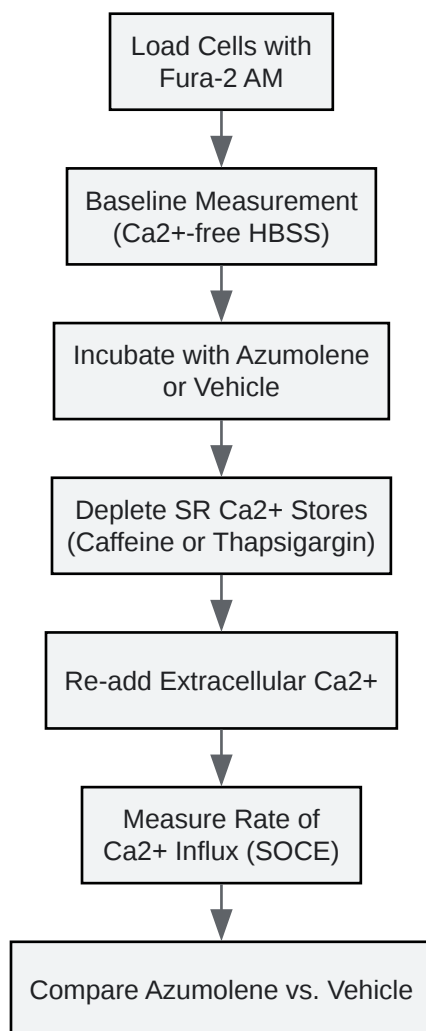 Load Cells with
Fura-2 AM
Baseline Measurement
(Ca2+-free HBSS)
Incubate with Azumolene
or Vehicle
Deplete SR Ca2+ Stores
(Caffeine or Thapsigargin)
Re-add Extracellular Ca2+
Measure Rate of
Ca2+ Influx (SOCE)
Compare Azumolene vs. Vehicle